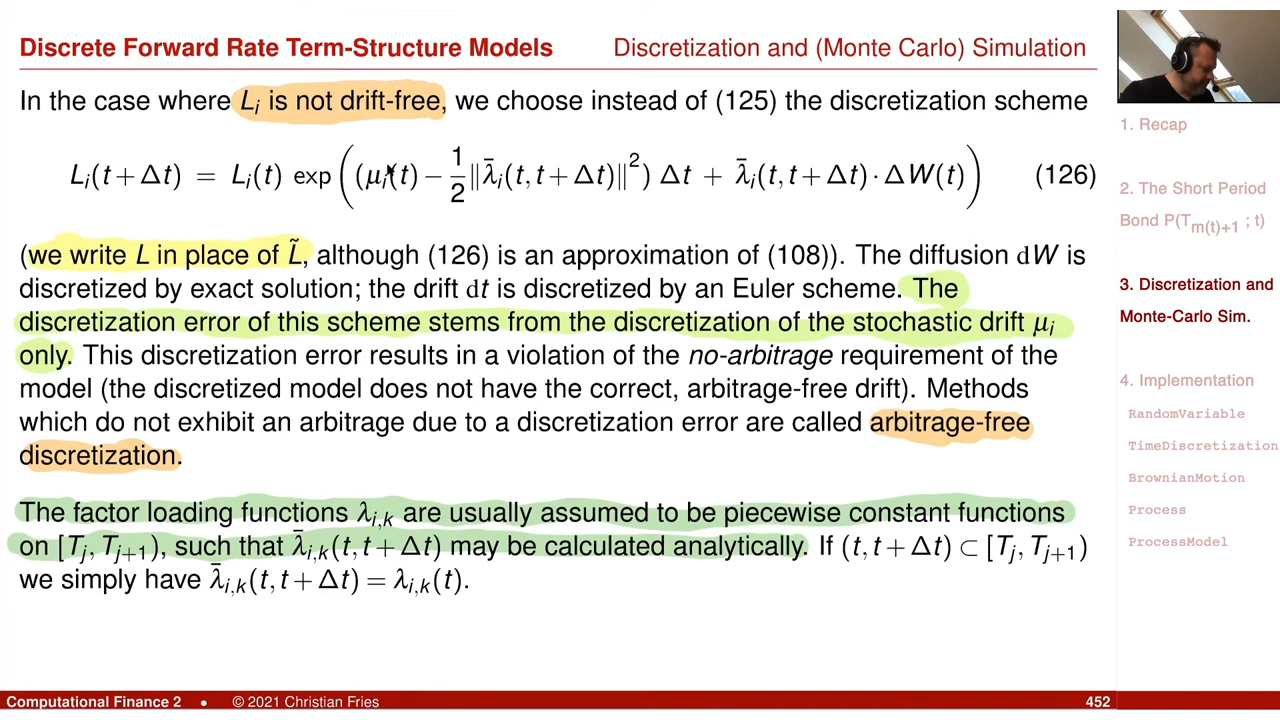 Discrete Forward Rate Term-Structure Models
Discretization and (Monte Carlo) Simulation
In the case where L_i is not drift-free, we choose instead of (125) the discretization scheme
L_i(t + Δt) = L_i(t) exp((μ_i(t) − 1/2 ‖λ̄_i(t, t + Δt)‖²) Δt + λ̄_i(t, t + Δt) · ΔW(t)) (126)
(we write L in place of L̃, although (126) is an approximation of (108)). The diffusion dW is
discretized by exact solution; the drift dt is discretized by an Euler scheme. The
discretization error of this scheme stems from the discretization of the stochastic drift μ_i
only. This discretization error results in a violation of the no-arbitrage requirement of the
model (the discretized model does not have the correct, arbitrage-free drift). Methods
which do not exhibit an arbitrage due to a discretization error are called arbitrage-free
discretization.
The factor loading functions λ_{i,k} are usually assumed to be piecewise constant functions
on [T_j, T_{j+1}), such that λ̄_{i,k}(t, t + Δt) may be calculated analytically. If (t, t + Δt) ⊂ [T_j, T_{j+1})
we simply have λ̄_{i,k}(t, t + Δt) = λ_{i,k}(t).
1. Recap
2. The Short Period
Bond P(T_{m(t)+1} ; t)
3. Discretization and
Monte-Carlo Sim.
4. Implementation
RandomVariable
TimeDiscretization
BrownianMotion
Process
ProcessModel
Computational Finance 2 • © 2021 Christian Fries 452